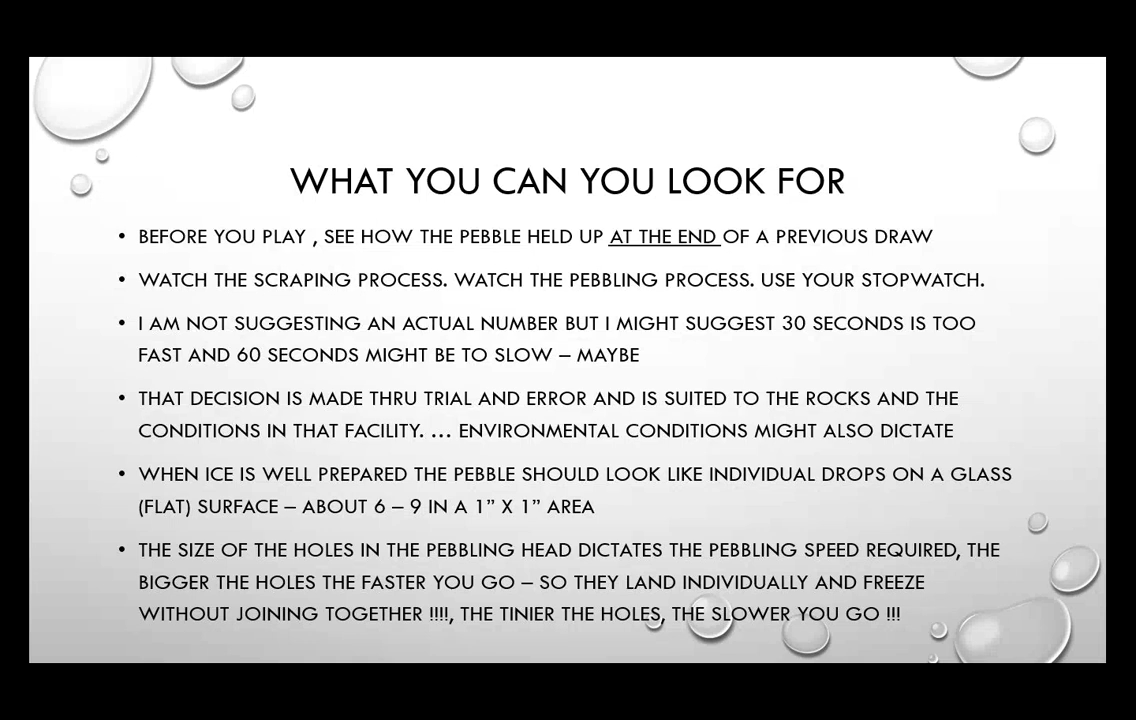 WHAT YOU CAN YOU LOOK FOR
• BEFORE YOU PLAY , SEE HOW THE PEBBLE HELD UP AT THE END OF A PREVIOUS DRAW
• WATCH THE SCRAPING PROCESS. WATCH THE PEBBLING PROCESS. USE YOUR STOPWATCH.
• I AM NOT SUGGESTING AN ACTUAL NUMBER BUT I MIGHT SUGGEST 30 SECONDS IS TOO
FAST AND 60 SECONDS MIGHT BE TO SLOW – MAYBE
• THAT DECISION IS MADE THRU TRIAL AND ERROR AND IS SUITED TO THE ROCKS AND THE
CONDITIONS IN THAT FACILITY. … ENVIRONMENTAL CONDITIONS MIGHT ALSO DICTATE
• WHEN ICE IS WELL PREPARED THE PEBBLE SHOULD LOOK LIKE INDIVIDUAL DROPS ON A GLASS
(FLAT) SURFACE – ABOUT 6 – 9 IN A 1” X 1” AREA
• THE SIZE OF THE HOLES IN THE PEBBLING HEAD DICTATES THE PEBBLING SPEED REQUIRED, THE
BIGGER THE HOLES THE FASTER YOU GO – SO THEY LAND INDIVIDUALLY AND FREEZE
WITHOUT JOINING TOGETHER !!!!, THE TINIER THE HOLES, THE SLOWER YOU GO !!!